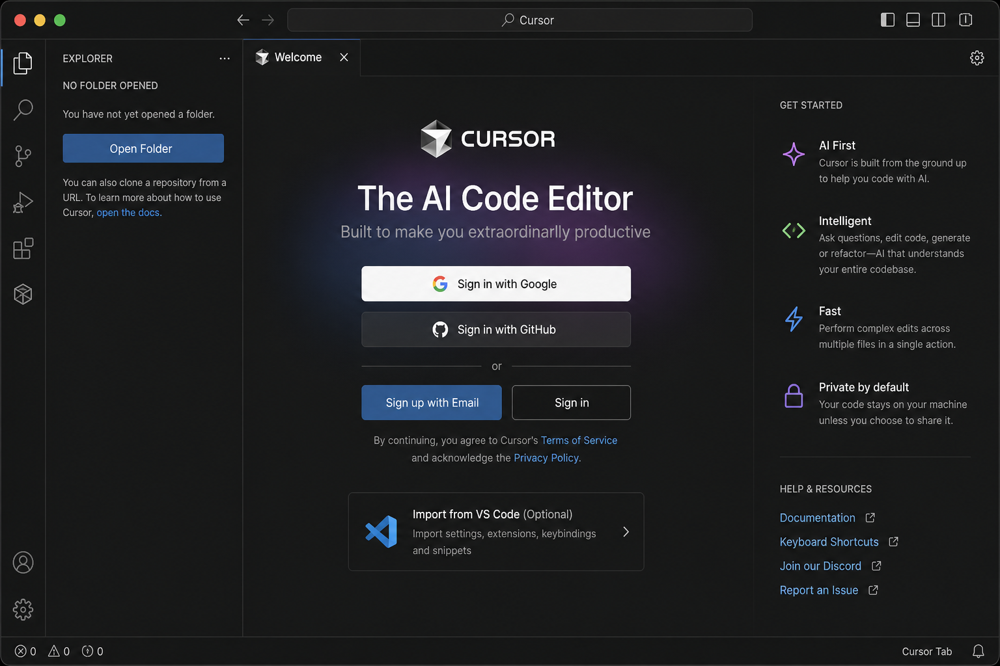 Cursor
EXPLORER
NO FOLDER OPENED
You have not yet opened a folder.
Open Folder
You can also clone a repository from a
URL. To learn more about how to use
Cursor, open the docs.
Welcome
CURSOR
The AI Code Editor
Built to make you extraordinarlly productive
Sign in with Google
Sign in with GitHub
or
Sign up with Email
Sign in
By continuing, you agree to Cursor's Terms of Service
and acknowledge the Privacy Policy.
Import from VS Code (Optional)
Import settings, extensions, keybindings
and snippets
GET STARTED
AI First
Cursor is built from the ground up
to help you code with AI.
Intelligent
Ask questions, edit code, generate
or refactor—AI that understands
your entire codebase.
Fast
Perform complex edits across
multiple files in a single action.
Private by default
Your code stays on your machine
unless you choose to share it.
HELP & RESOURCES
Documentation
Keyboard Shortcuts
Join our Discord
Report an Issue
0 0 0
Cursor Tab